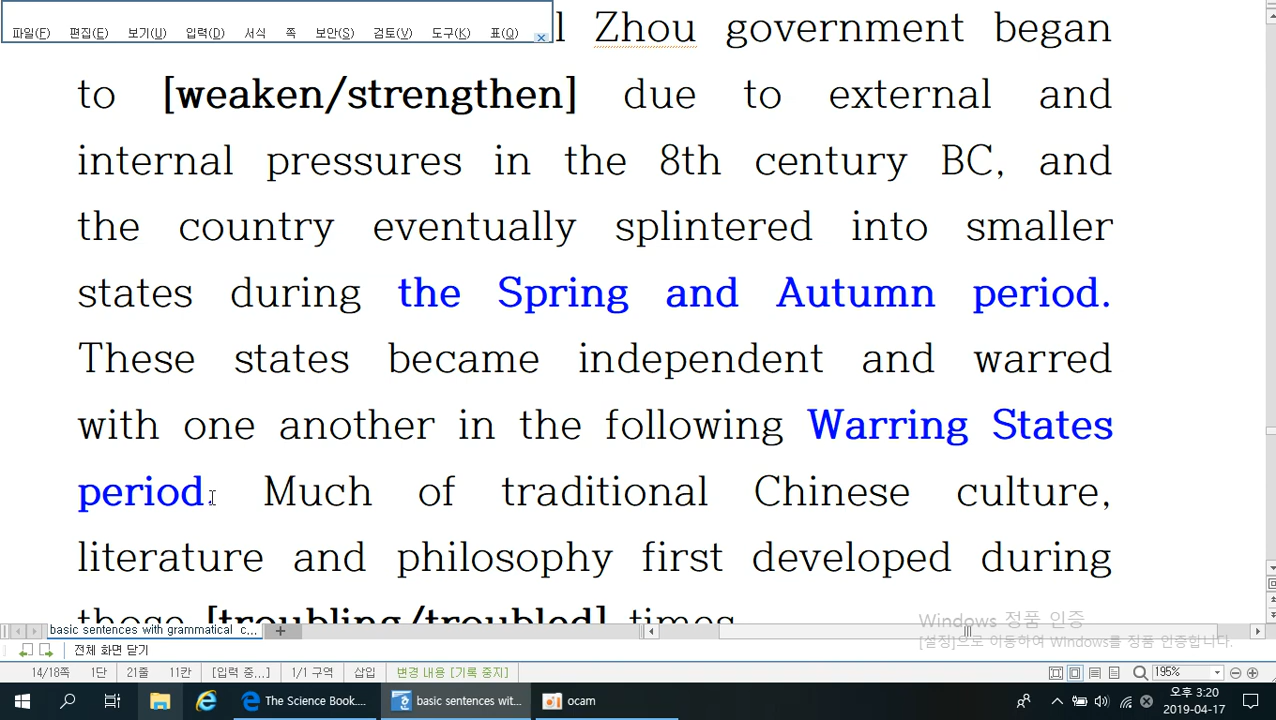 파일(F) 편집(E) 보기(U) 입력(D) 서식 쪽 보안(S) 검토(V) 도구(K) 표(Q)
l Zhou government began
to [weaken/strengthen] due to external and
internal pressures in the 8th century BC, and
the country eventually splintered into smaller
states during the Spring and Autumn period.
These states became independent and warred
with one another in the following Warring States
period. Much of traditional Chinese culture,
literature and philosophy first developed during
those [troubling/troubled] times.
Windows 정품 인증
[설정]으로 이동하여 Windows를 정품 인증합니다.
basic sentences with grammatical c...
전체 화면 닫기
14/18쪽 1단 21줄 11칸 [입력 중...] 1/1 구역 삽입 변경 내용 [기록 중지] 195%
The Science Book.... basic sentences wit... ocam
오후 3:20
2019-04-17